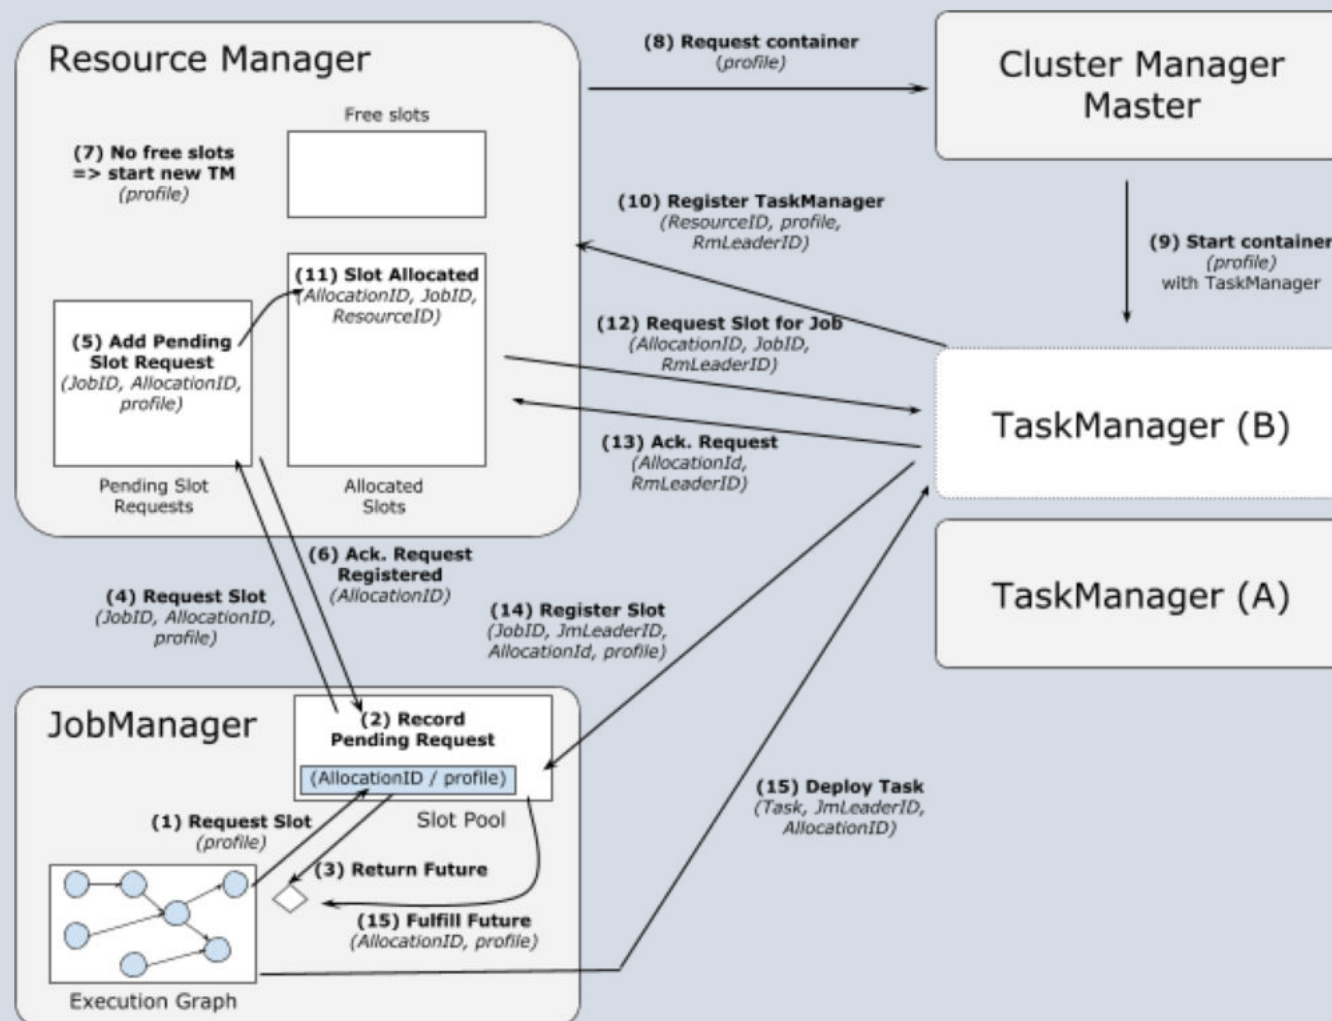 Resource Manager
Free slots
(7) No free slots
=> start new TM
(profile)
(11) Slot Allocated
(AllocationID, JobID,
ResourceID)
(5) Add Pending
Slot Request
(JobID, AllocationID,
profile)
Pending Slot
Requests
Allocated
Slots
(8) Request container
(profile)
Cluster Manager
Master
(10) Register TaskManager
(ResourceID, profile,
RmLeaderID)
(9) Start container
(profile)
with TaskManager
(12) Request Slot for Job
(AllocationID, JobID,
RmLeaderID)
TaskManager (B)
(13) Ack. Request
(AllocationId,
RmLeaderID)
TaskManager (A)
(6) Ack. Request
Registered
(AllocationID)
(4) Request Slot
(JobID, AllocationID,
profile)
(14) Register Slot
(JobID, JmLeaderID,
AllocationId, profile)
JobManager
(2) Record
Pending Request
(AllocationID / profile)
Slot Pool
(1) Request Slot
(profile)
(3) Return Future
(15) Fulfill Future
(AllocationID, profile)
(15) Deploy Task
(Task, JmLeaderID,
AllocationID)
Execution Graph